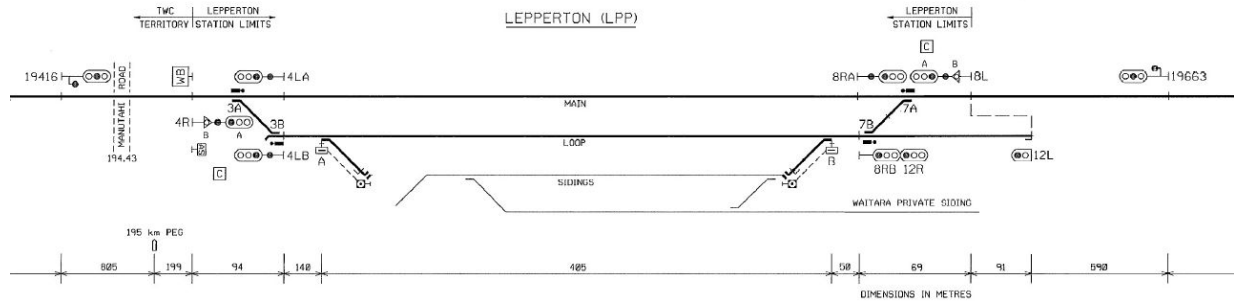 LEPPERTON (LPP)
TWC TERRITORY
LEPPERTON STATION LIMITS
LEPPERTON STATION LIMITS
C
A B
19416
WB
4LA
8RA
8L
19663
MANUTAHI ROAD
194.43
MAIN
3A
7A
4R
B A
3B
7B
LOOP
C
4LB
A
B
8RB 12R
12L
SIDINGS
WAITARA PRIVATE SIDING
195 km PEG
805 199 94 140 405 50 69 91 690
DIMENSIONS IN METRES